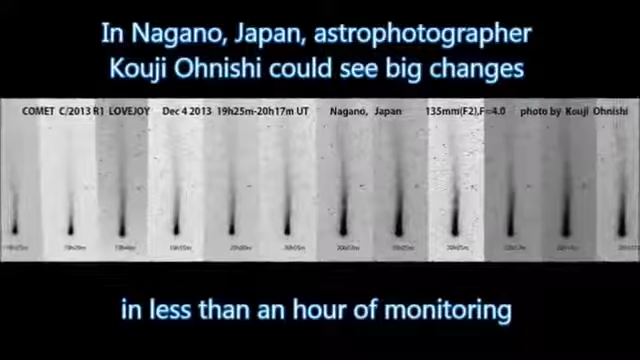 In Nagano, Japan, astrophotographer
Kouji Ohnishi could see big changes
COMET C/2013 R1 LOVEJOY Dec 4 2013 19h25m-20h17m UT Nagano, Japan 135mm(F2),F=4.0 photo by Kouji Ohnishi
in less than an hour of monitoring